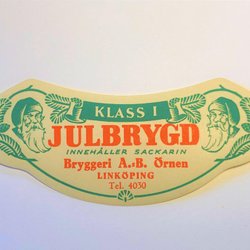 KLASS I
JULBRYGD
INNEHÅLLER SACKARIN
Bryggeri A.-B. Örnen
LINKÖPING
Tel. 4030